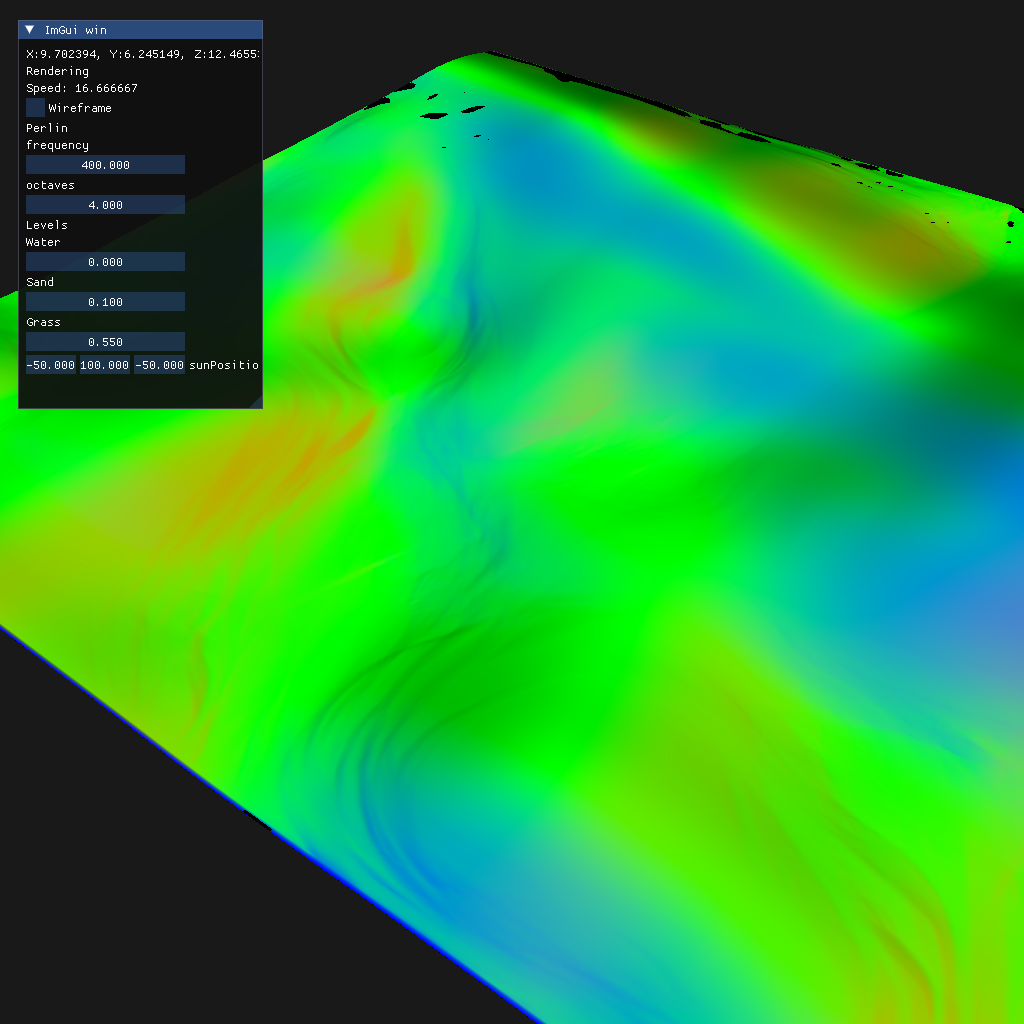 ImGui win
X:9.702394, Y:6.245149, Z:12.4655
Rendering
Speed: 16.666667
Wireframe
Perlin
frequency
400.000
octaves
4.000
Levels
Water
0.000
Sand
0.100
Grass
0.550
-50.000 100.000 -50.000 sunPositio